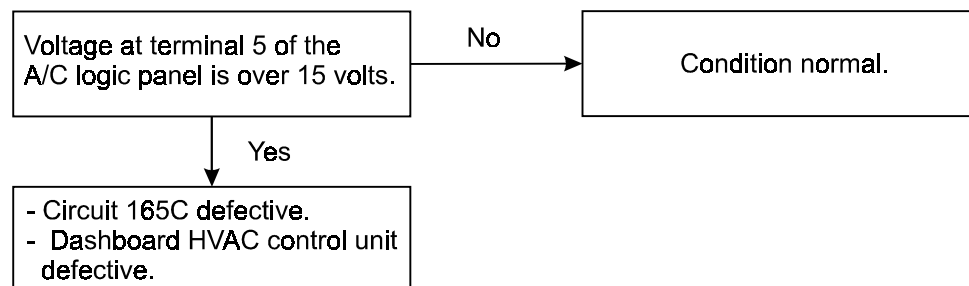 Voltage at terminal 5 of the
A/C logic panel is over 15 volts.
No
Condition normal.
Yes
- Circuit 165C defective.
- Dashboard HVAC control unit
defective.